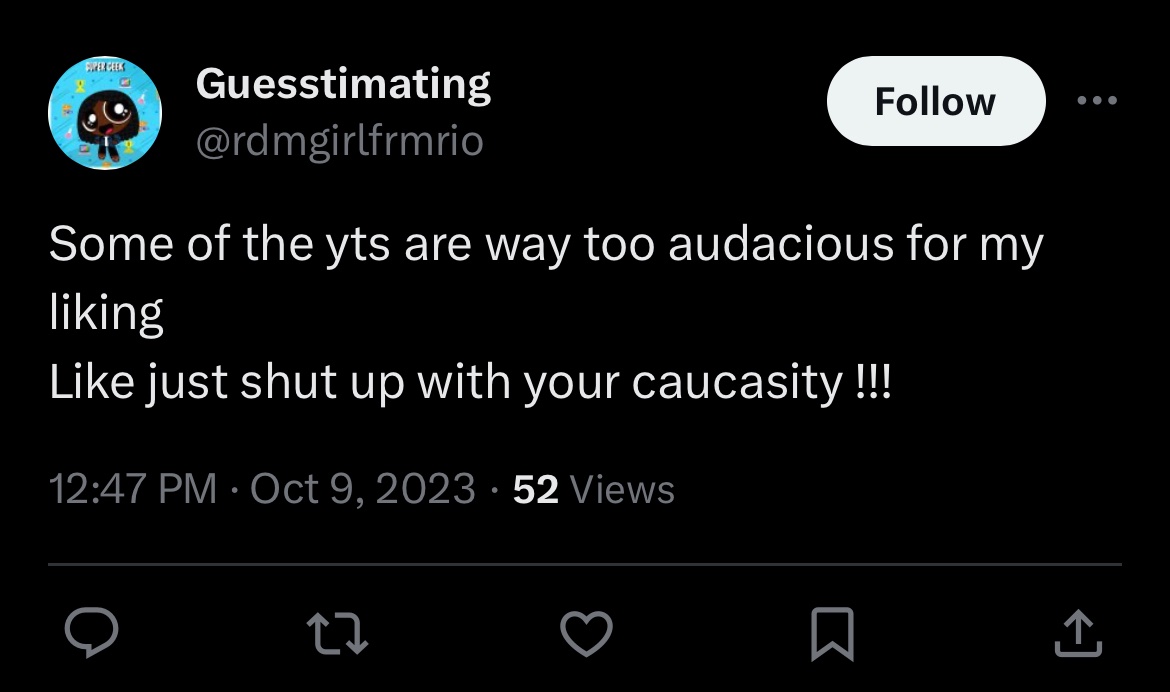 SUPER GEEK
Guesstimating
@rdmgirlfrmrio
Follow
Some of the yts are way too audacious for my
liking
Like just shut up with your caucasity !!!
12:47 PM · Oct 9, 2023 · 52 Views